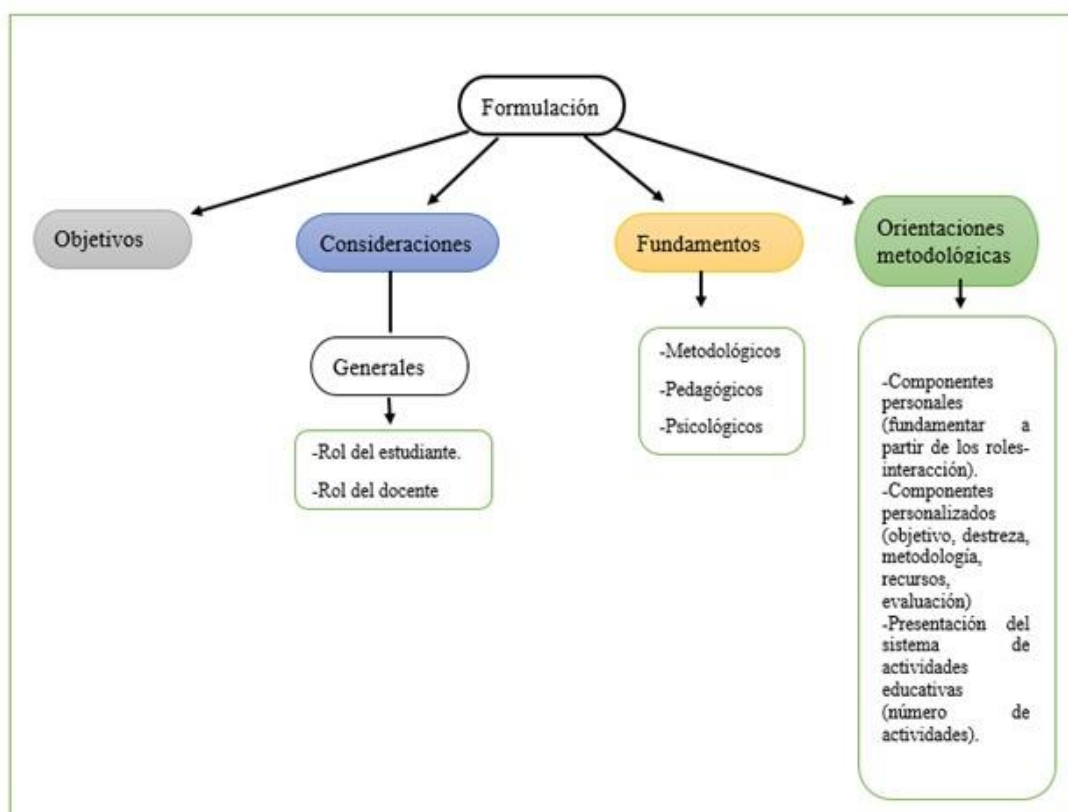 Formulación
Objetivos
Consideraciones
Fundamentos
Orientaciones
metodológicas
Generales
-Rol del estudiante.
-Rol del docente
-Metodológicos
-Pedagógicos
-Psicológicos
-Componentes
personales
(fundamentar a
partir de los roles-
interacción).
-Componentes
personalizados
(objetivo, destreza,
metodología,
recursos,
evaluación)
-Presentación del
sistema de
actividades
educativas
(número de
actividades).